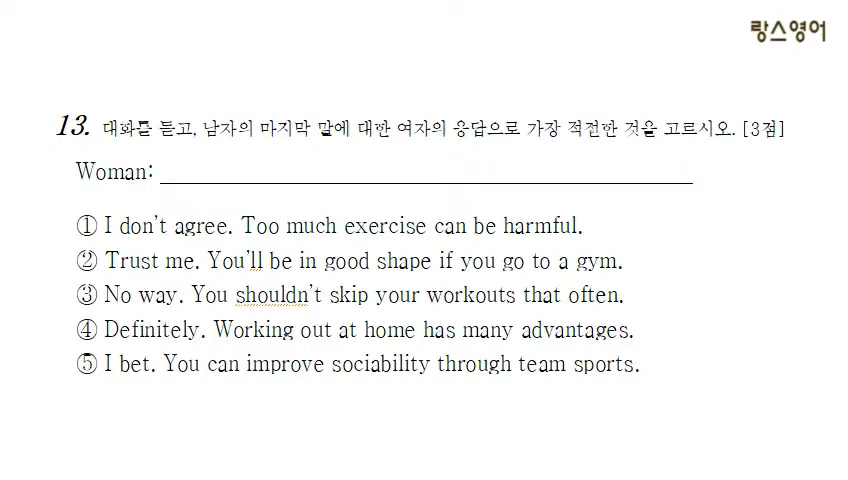 랑스영어
13. 대화를 듣고, 남자의 마지막 말에 대한 여자의 응답으로 가장 적절한 것을 고르시오. [3점]
Woman:
① I don't agree. Too much exercise can be harmful.
② Trust me. You'll be in good shape if you go to a gym.
③ No way. You shouldn't skip your workouts that often.
④ Definitely. Working out at home has many advantages.
⑤ I bet. You can improve sociability through team sports.